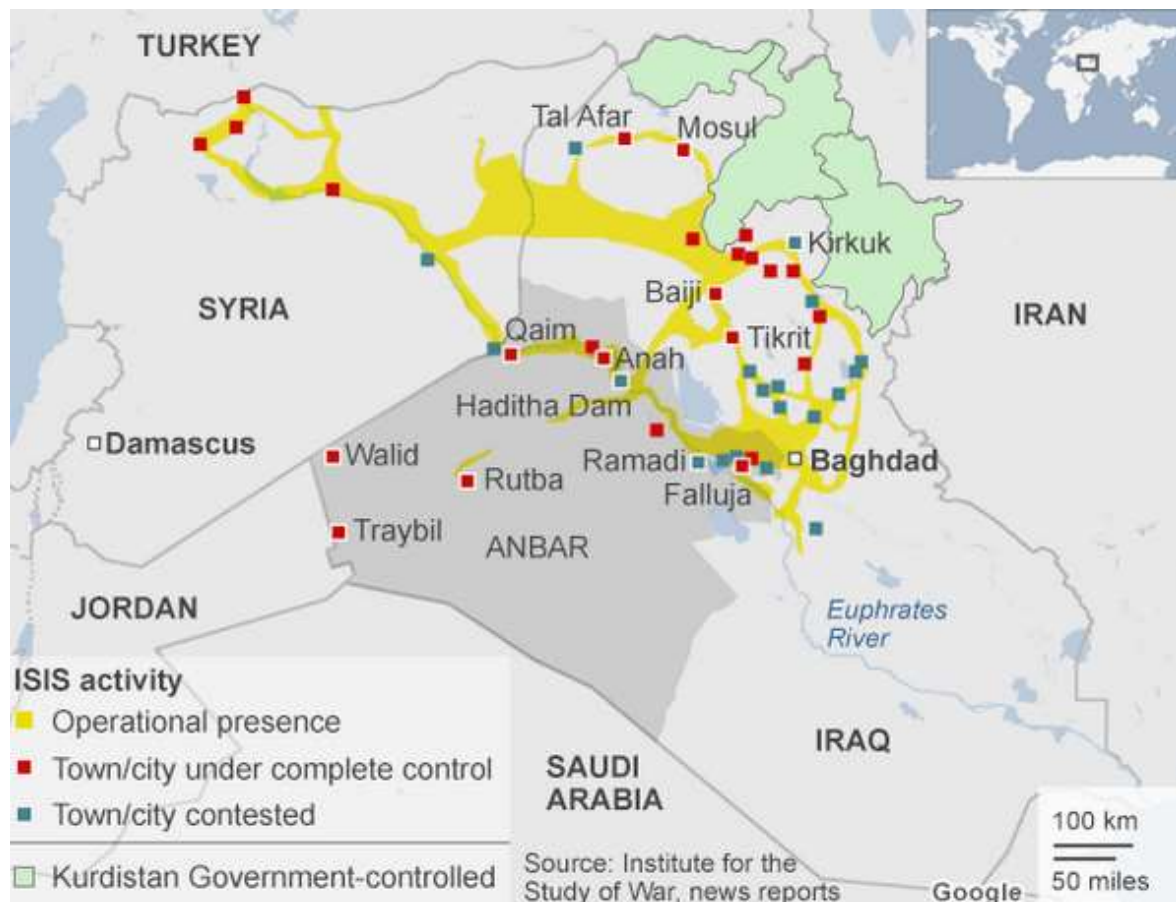 TURKEY
Tal Afar
Mosul
Kirkuk
Baiji
SYRIA
IRAN
Qaim
Tikrit
Anah
Haditha Dam
Damascus
Walid
Ramadi
Baghdad
Rutba
Falluja
Traybil
ANBAR
JORDAN
Euphrates
River
ISIS activity
Operational presence
Town/city under complete control
Town/city contested
Kurdistan Government-controlled
IRAQ
SAUDI
ARABIA
Source: Institute for the
Study of War, news reports
100 km
50 miles
Google